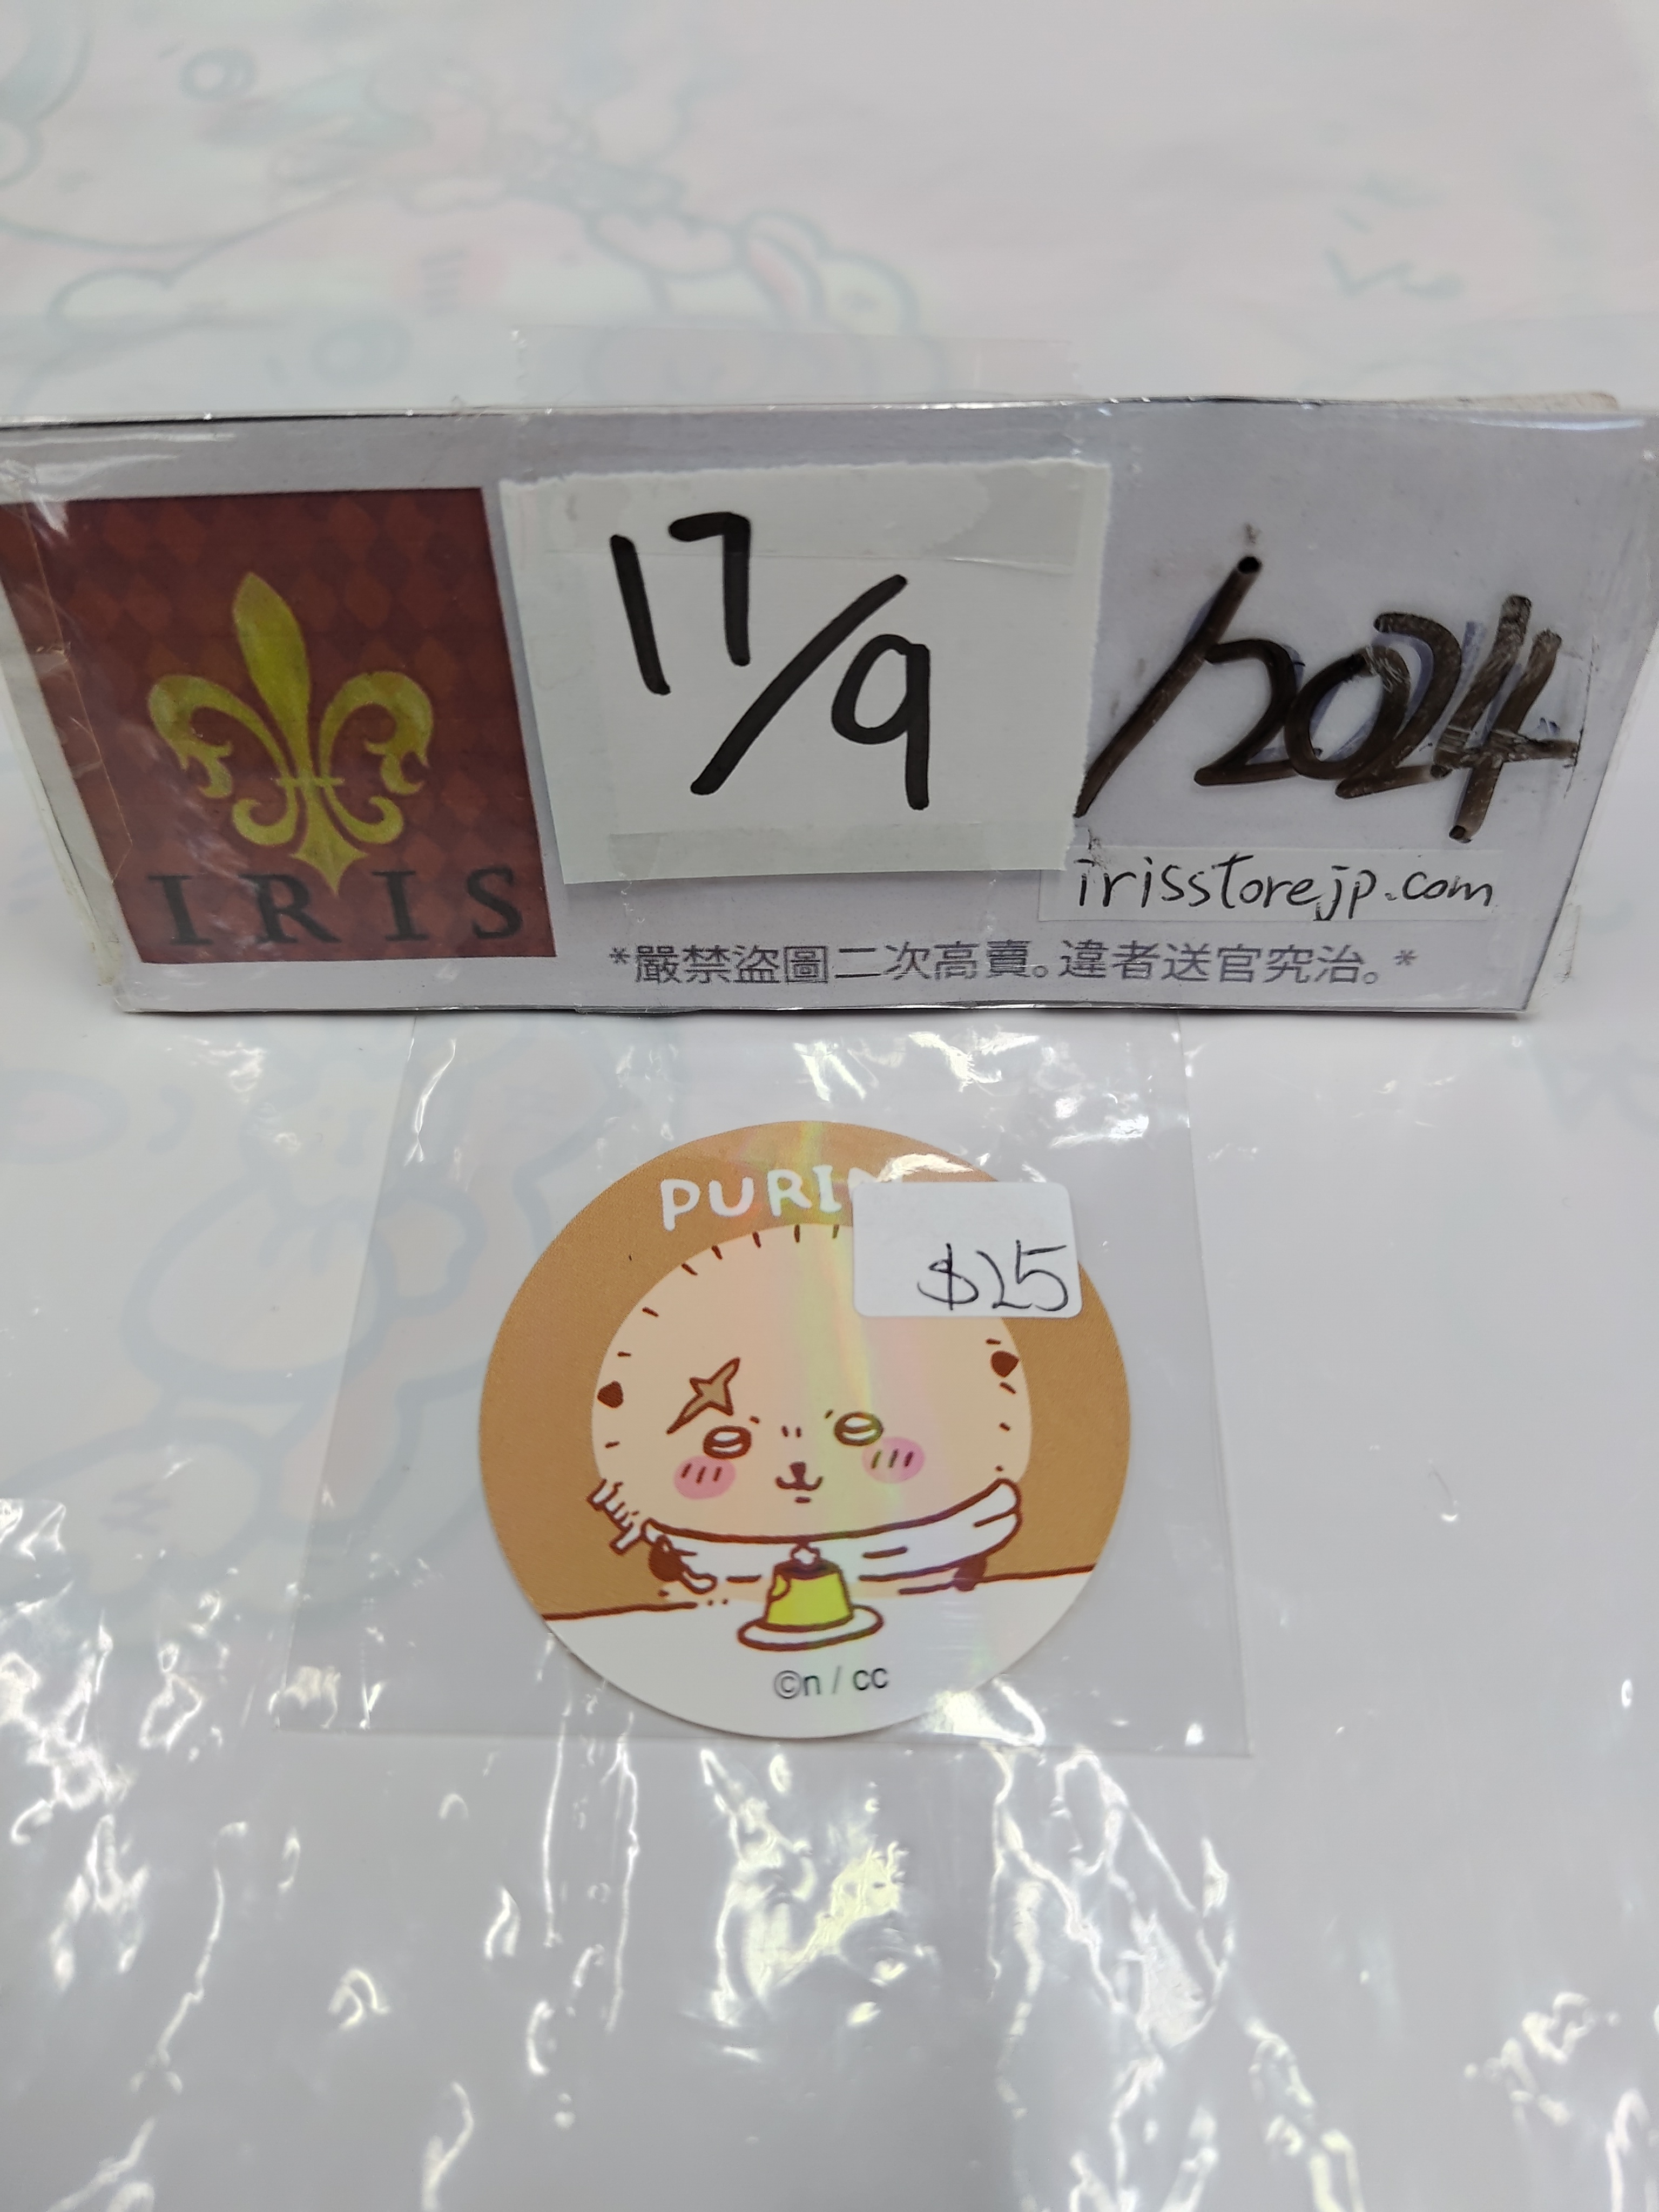 17/9/2024
IRIS
irisstorejp.com
*嚴禁盜圖二次高賣。違者送官究治。*
PURIN
$25
©n / cc